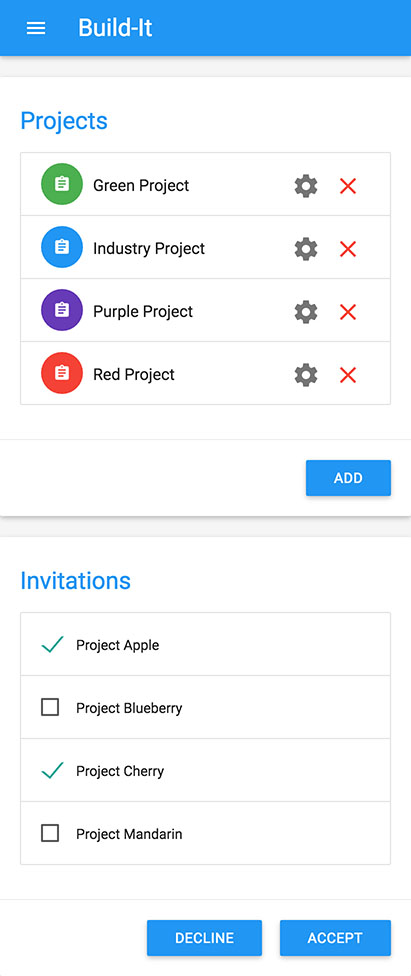 Build-It
Projects
Green Project
Industry Project
Purple Project
Red Project
ADD
Invitations
Project Apple
Project Blueberry
Project Cherry
Project Mandarin
DECLINE ACCEPT